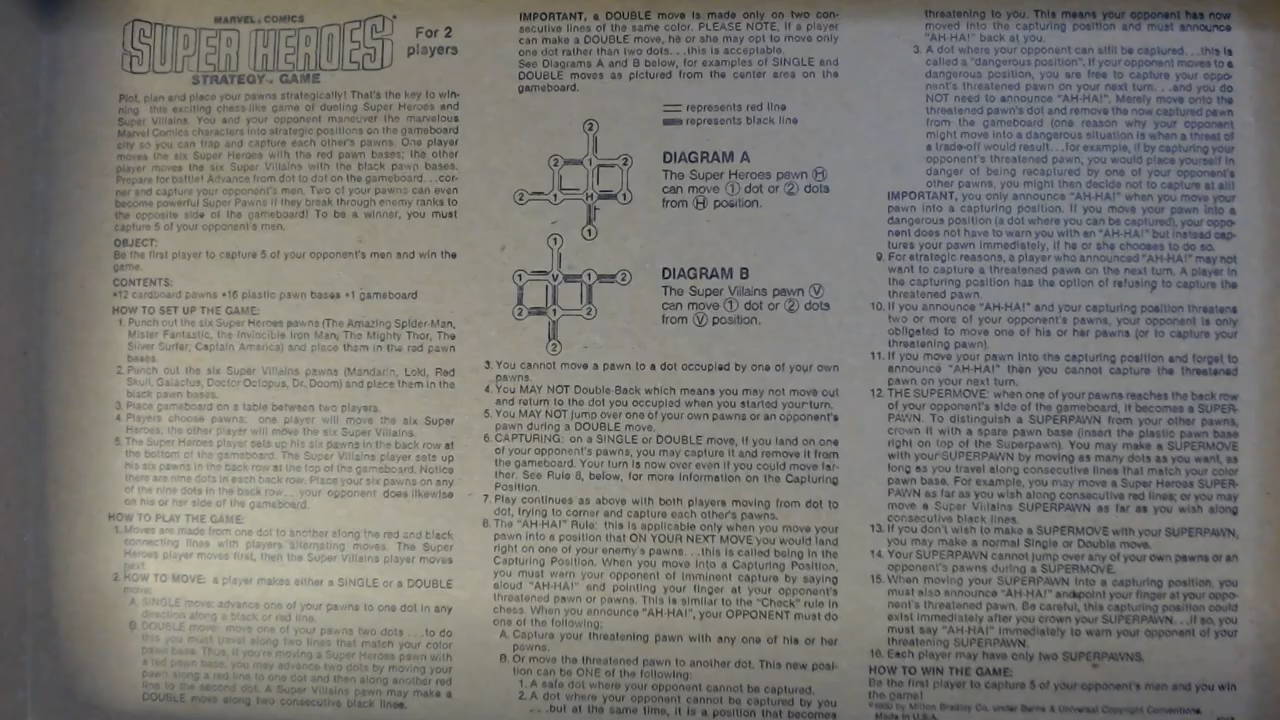 MARVEL COMICS
SUPER HEROES
STRATEGY GAME
For 2
players
Plot, plan and place your pawns strategically! That's the key to win-
ning this exciting chess-like game of dueling Super Heroes and
Super Villains. You and your opponent maneuver the marvelous
Marvel Comics characters into strategic positions on the gameboard
city so you can trap and capture each other's pawns. One player
moves the six Super Heroes with the red pawn bases; the other
player moves the six Super Villains with the black pawn bases.
Prepare for battle! Advance from dot to dot on the gameboard...cor-
ner and capture your opponent's men. Two of your pawns can even
become powerful Super Pawns if they break through enemy ranks to
the opposite side of the gameboard! To be a winner, you must
capture 5 of your opponent's men.
OBJECT:
Be the first player to capture 5 of your opponent's men and win the
game.
CONTENTS:
•12 cardboard pawns •16 plastic pawn bases •1 gameboard
HOW TO SET UP THE GAME:
1. Punch out the six Super Heroes pawns (The Amazing Spider-Man,
Mister Fantastic, the Invincible Iron Man, The Mighty Thor, The
Silver Surfer, Captain America) and place them in the red pawn
bases.
2. Punch out the six Super Villains pawns (Mandarin, Loki, Red
Skull, Galactus, Doctor Octopus, Dr. Doom) and place them in the
black pawn bases.
3. Place gameboard on a table between two players.
4. Players choose pawns: one player will move the six Super
Heroes, the other player will move the six Super Villains.
5. The Super Heroes player sets up his six pawns in the back row at
the bottom of the gameboard. The Super Villains player sets up
his six pawns in the back row at the top of the gameboard. Notice
there are nine dots in each back row. Place your six pawns on any
of the nine dots in the back row... your opponent does likewise
on his or her side of the gameboard.
HOW TO PLAY THE GAME:
1. Moves are made from one dot to another along the red and black
connecting lines with players alternating moves. The Super
Heroes player moves first, then the Super Villains player moves
next.
2. HOW TO MOVE: a player makes either a SINGLE or a DOUBLE
move:
A. SINGLE move: advance one of your pawns to one dot in any
direction along a black or red line.
B. DOUBLE move: move one of your pawns two dots ...to do
this you must travel along two lines that match your color
pawn base. Thus, if you're moving a Super Heroes pawn with
a red pawn base, you may advance two dots by moving your
pawn along a red line to one dot and then along another red
line to the second dot. A Super Villains pawn may make a
DOUBLE move along two consecutive black lines.
IMPORTANT, a DOUBLE move is made only on two con-
secutive lines of the same color. PLEASE NOTE, if a player
can make a DOUBLE move, he or she may opt to move only
one dot rather than two dots...this is acceptable.
See Diagrams A and B below, for examples of SINGLE and
DOUBLE moves as pictured from the center area on the
gameboard.
represents red line
represents black line
2
2 1 2
2 1 H 1
1
DIAGRAM A
The Super Heroes pawn H
can move 1 dot or 2 dots
from H position.
1
1 V 1 2
2 1 2
2
DIAGRAM B
The Super Villains pawn V
can move 1 dot or 2 dots
from V position.
3. You cannot move a pawn to a dot occupied by one of your own
pawns.
4. You MAY NOT Double-Back which means you may not move out
and return to the dot you occupied when you started your turn.
5. You MAY NOT jump over one of your own pawns or an opponent's
pawn during a DOUBLE move.
6. CAPTURING: on a SINGLE or DOUBLE move, if you land on one
of your opponent's pawns, you may capture it and remove it from
the gameboard. Your turn is now over even if you could move far-
ther. See Rule 8, below, for more information on the Capturing
Position.
7. Play continues as above with both players moving from dot to
dot, trying to corner and capture each other's pawns.
8. The "AH-HA!" Rule: this is applicable only when you move your
pawn into a position that ON YOUR NEXT MOVE you would land
right on one of your enemy's pawns...this is called being in the
Capturing Position. When you move into a Capturing Position,
you must warn your opponent of imminent capture by saying
aloud "AH-HA!" and pointing your finger at your opponent's
threatened pawn or pawns. This is similar to the "Check" rule in
chess. When you announce "AH-HA!", your OPPONENT must do
one of the following:
A. Capture your threatening pawn with any one of his or her
pawns.
B. Or move the threatened pawn to another dot. This new posi-
tion can be ONE of the following:
1. A safe dot where your opponent cannot be captured.
2. A dot where your opponent cannot be captured by you
...but at the same time, it is a position that becomes
threatening to you. This means your opponent has now
moved into the capturing position and must announce
"AH-HA!" back at you.
3. A dot where your opponent can still be captured...this is
called a "dangerous position". If your opponent moves to a
dangerous position, you are free to capture your oppo-
nent's threatened pawn on your next turn...and you do
NOT need to announce "AH-HA!". Merely move onto the
threatened pawn's dot and remove the now captured pawn
from the gameboard (one reason why your opponent
might move into a dangerous situation is when a threat of
a trade-off would result...for example, if by capturing your
opponent's threatened pawn, you would place yourself in
danger of being recaptured by one of your opponent's
other pawns, you might then decide not to capture at all!
IMPORTANT, you only announce "AH-HA!" when you move your
pawn into a capturing position. If you move your pawn into a
dangerous position (a dot where you can be captured), your oppo-
nent does not have to warn you with an "AH-HA!" but instead cap-
tures your pawn immediately, if he or she chooses to do so.
9. For strategic reasons, a player who announced "AH-HA!" may not
want to capture a threatened pawn on the next turn. A player in
the capturing position has the option of refusing to capture the
threatened pawn.
10. If you announce "AH-HA!" and your capturing position threatens
two or more of your opponent's pawns, your opponent is only
obligated to move one of his or her pawns (or to capture your
threatening pawn).
11. If you move your pawn into the capturing position and forget to
announce "AH-HA!" then you cannot capture the threatened
pawn on your next turn.
12. THE SUPERMOVE: when one of your pawns reaches the back row
of your opponent's side of the gameboard, it becomes a SUPER-
PAWN. To distinguish a SUPERPAWN from your other pawns,
crown it with a spare pawn base (insert the plastic pawn base
right on top of the Superpawn). You may make a SUPERMOVE
with your SUPERPAWN by moving as many dots as you want, as
long as you travel along consecutive lines that match your color
pawn base. For example, you may move a Super Heroes SUPER-
PAWN as far as you wish along consecutive red lines; or you may
move a Super Villains SUPERPAWN as far as you wish along
consecutive black lines.
13. If you don't wish to make a SUPERMOVE with your SUPERPAWN,
you may make a normal Single or Double move.
14. Your SUPERPAWN cannot jump over any of your own pawns or an
opponent's pawns during a SUPERMOVE.
15. When moving your SUPERPAWN into a capturing position, you
must also announce "AH-HA!" and point your finger at your oppo-
nent's threatened pawn. Be careful, this capturing position could
exist immediately after you crown your SUPERPAWN...if so, you
must say "AH-HA!" immediately to warn your opponent of your
threatening SUPERPAWN.
16. Each player may have only two SUPERPAWNS.
HOW TO WIN THE GAME:
Be the first player to capture 5 of your opponent's men and you win
the game!
©1980 by Milton Bradley Co. under Berne & Universal Copyright Conventions.
Made in U.S.A.